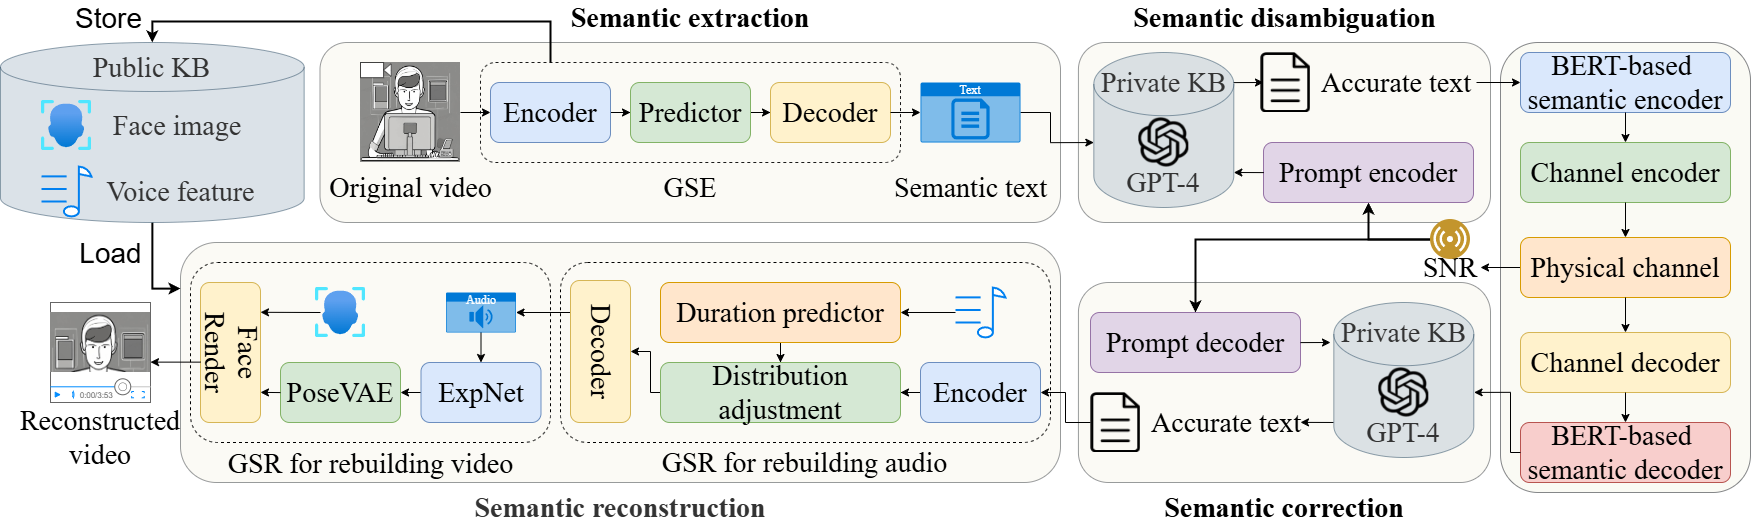 Store
Semantic extraction
Semantic disambiguation
Public KB
Face image
Voice feature
Load
Encoder
Predictor
Decoder
Text
Original video
GSE
Semantic text
Private KB
GPT-4
Accurate text
Prompt encoder
BERT-based
semantic encoder
Channel encoder
SNR
Physical channel
Channel decoder
BERT-based
semantic decoder
Prompt decoder
Private KB
GPT-4
Accurate text
Semantic correction
Encoder
Duration predictor
Distribution
adjustment
Decoder
GSR for rebuilding audio
Audio
ExpNet
PoseVAE
Face
Render
GSR for rebuilding video
Semantic reconstruction
0:00/3:53
Reconstructed
video